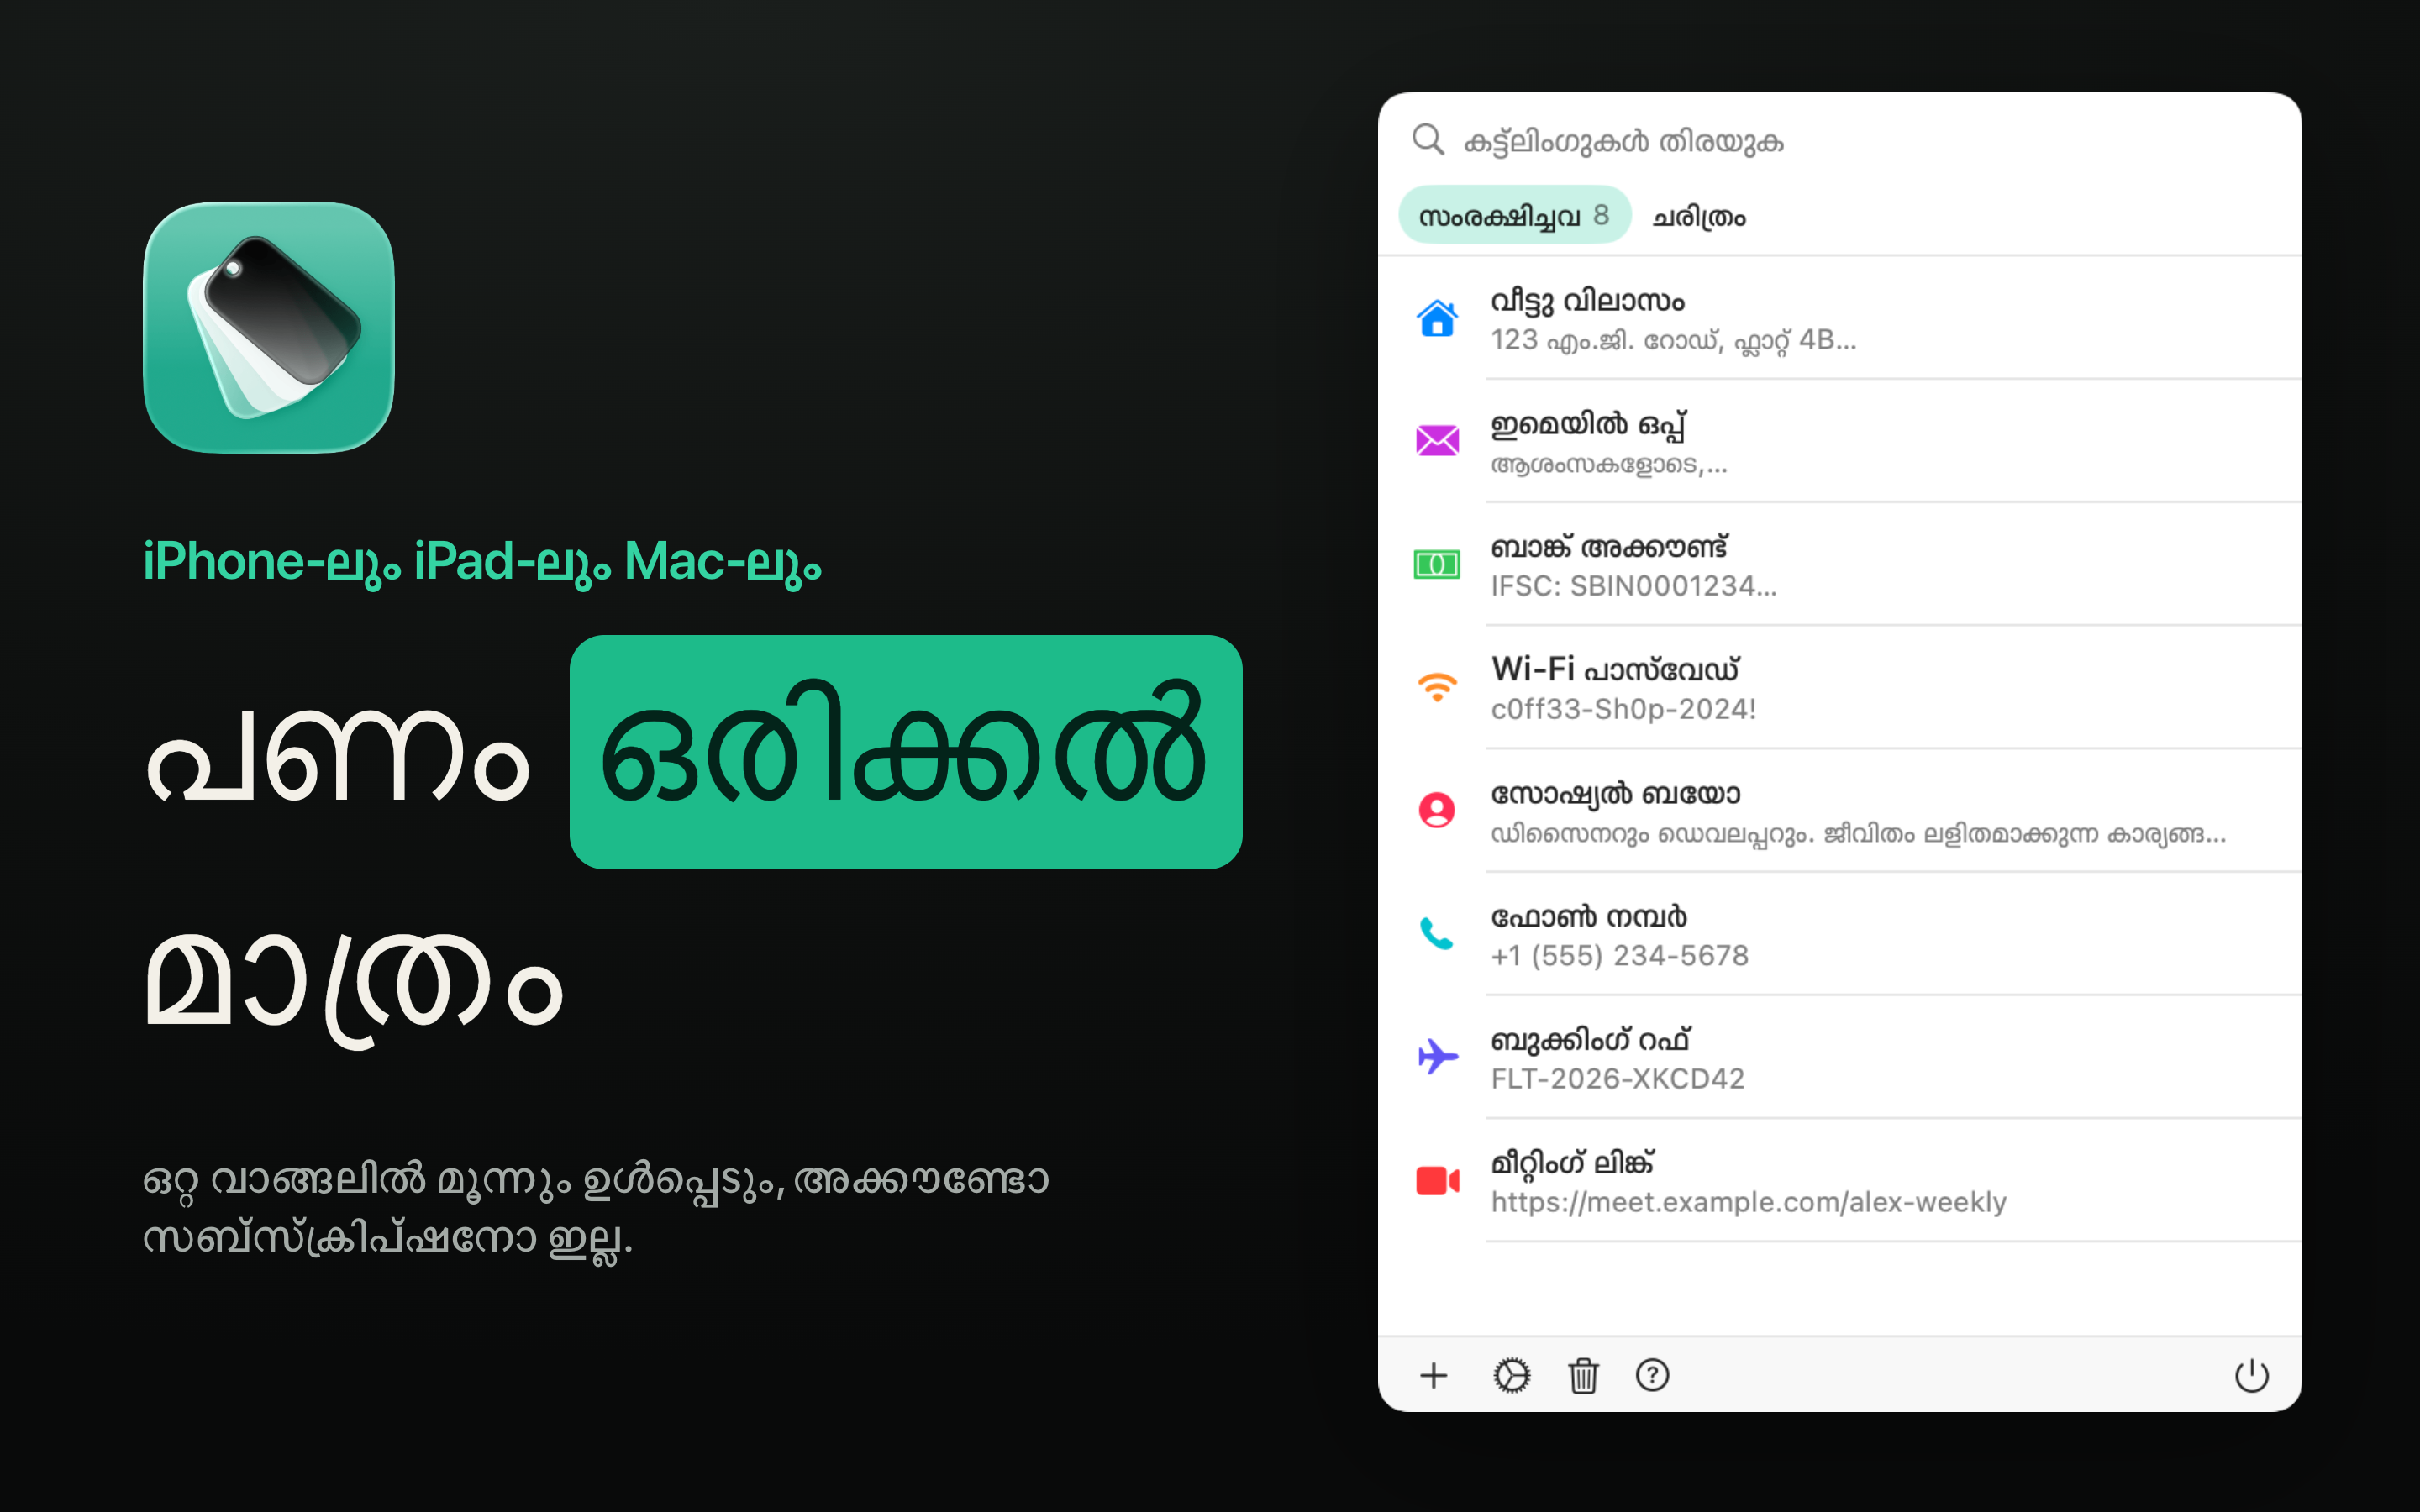 iPhone-ലും iPad-ലും Mac-ലും
പണം ഒരിക്കൽ
മാത്രം
ഒറ്റ വാങ്ങലിൽ മൂന്നും ഉൾപ്പെടും, അക്കൗണ്ടോ
സബ്സ്ക്രിപ്ഷനോ ഇല്ല.
കട്ട്ലിംഗുകൾ തിരയുക
സംരക്ഷിച്ചവ 8 ചരിത്രം
വീട്ടു വിലാസം
123 എം.ജി. റോഡ്, ഫ്ലാറ്റ് 4B...
ഇമെയിൽ ഒപ്പ്
ആശംസകളോടെ,...
ബാങ്ക് അക്കൗണ്ട്
IFSC: SBIN0001234...
Wi-Fi പാസ്‌വേഡ്
c0ff33-Sh0p-2024!
സോഷ്യൽ ബയോ
ഡിസൈനറും ഡെവലപ്പറും. ജീവിതം ലളിതമാക്കുന്ന കാര്യങ്ങ...
ഫോൺ നമ്പർ
+1 (555) 234-5678
ബുക്കിംഗ് റഫ്
FLT-2026-XKCD42
മീറ്റിംഗ് ലിങ്ക്
https://meet.example.com/alex-weekly